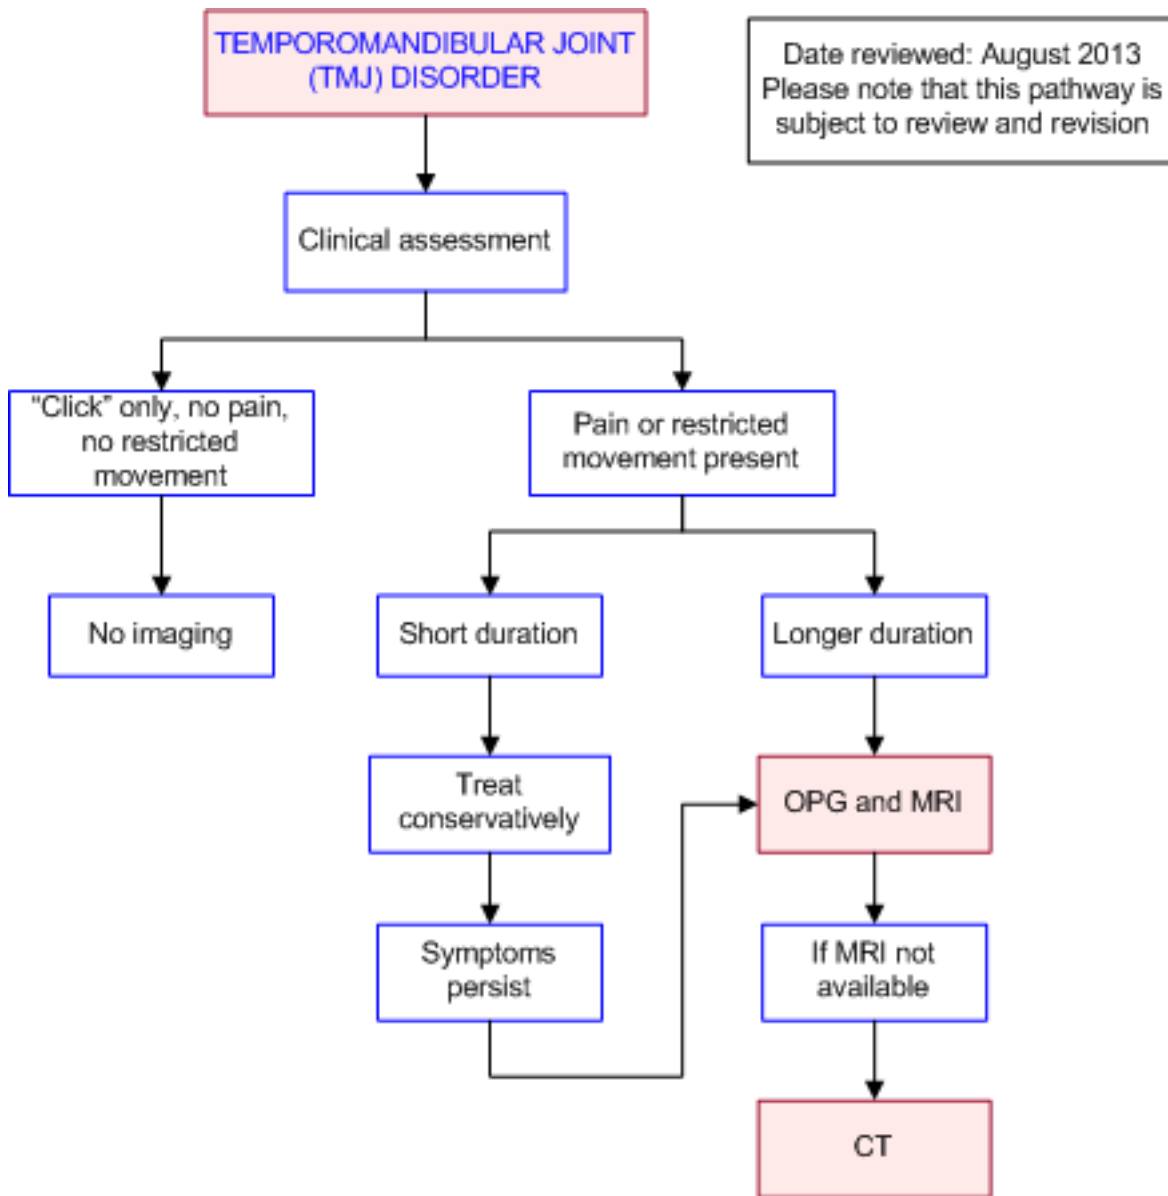 TEMPOROMANDIBULAR JOINT
(TMJ) DISORDER
Date reviewed: August 2013
Please note that this pathway is
subject to review and revision
Clinical assessment
“Click” only, no pain,
no restricted
movement
Pain or restricted
movement present
No imaging
Short duration
Longer duration
Treat
conservatively
OPG and MRI
Symptoms
persist
If MRI not
available
CT